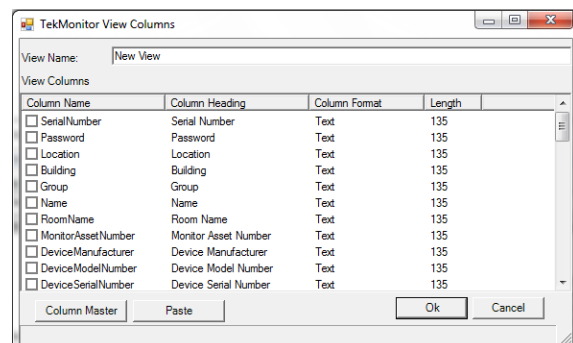 TekMonitor View Columns
View Name: New View
View Columns
Column Name Column Heading Column Format Length
SerialNumber Serial Number Text 135
Password Password Text 135
Location Location Text 135
Building Building Text 135
Group Group Text 135
Name Name Text 135
RoomName Room Name Text 135
MonitorAssetNumber Monitor Asset Number Text 135
DeviceManufacturer Device Manufacturer Text 135
DeviceModelNumber Device Model Number Text 135
DeviceSerialNumber Device Serial Number Text 135
Column Master Paste Ok Cancel